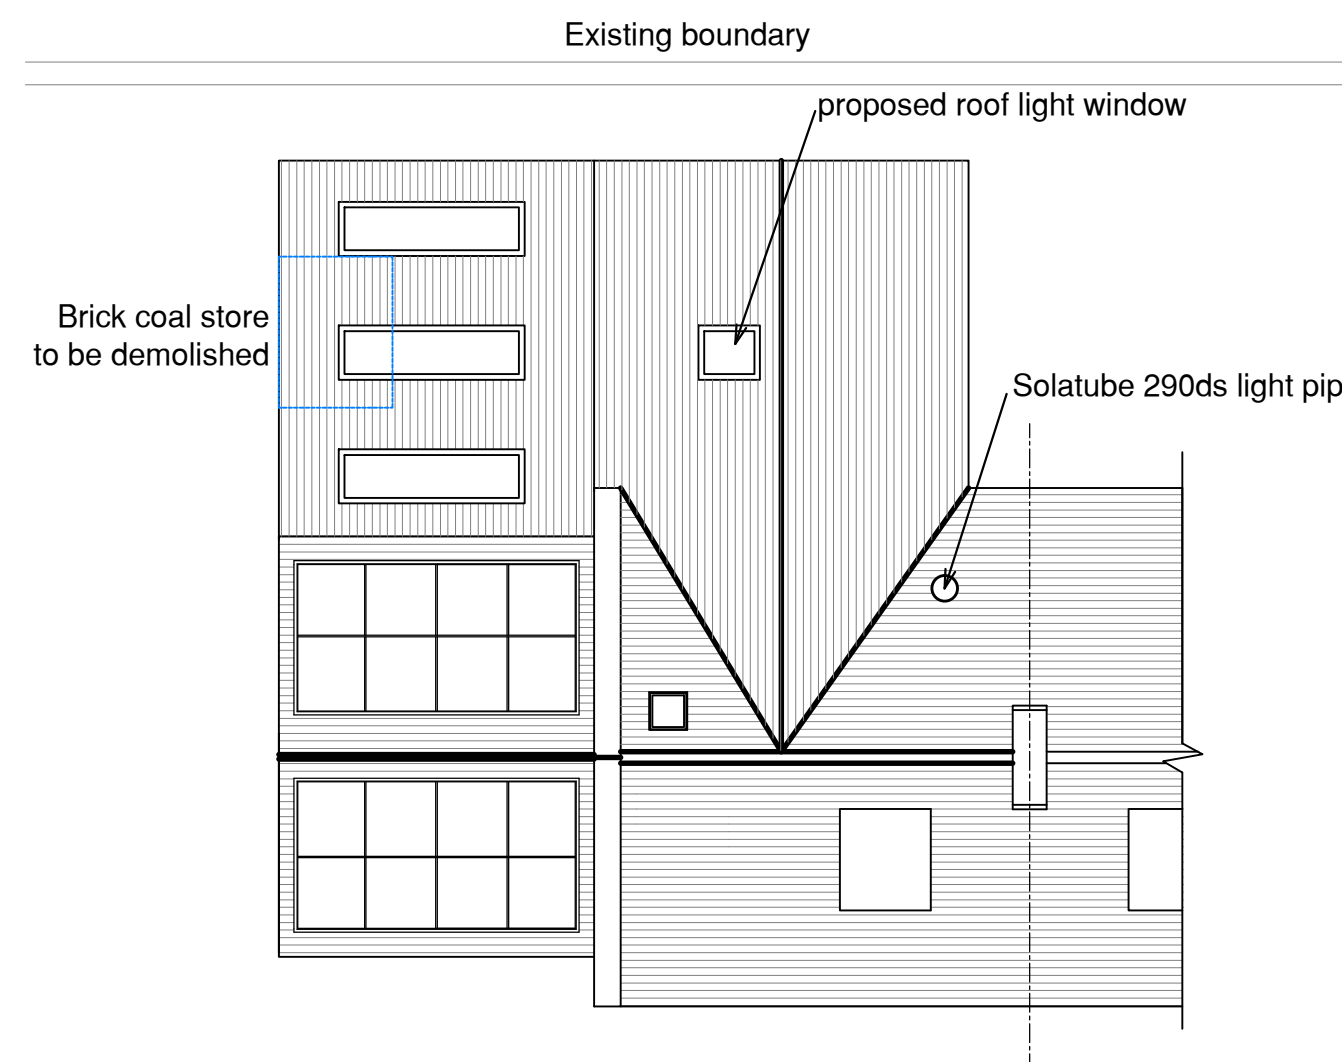 Existing boundary
proposed roof light window
Brick coal store
to be demolished
Solatube 290ds light pip